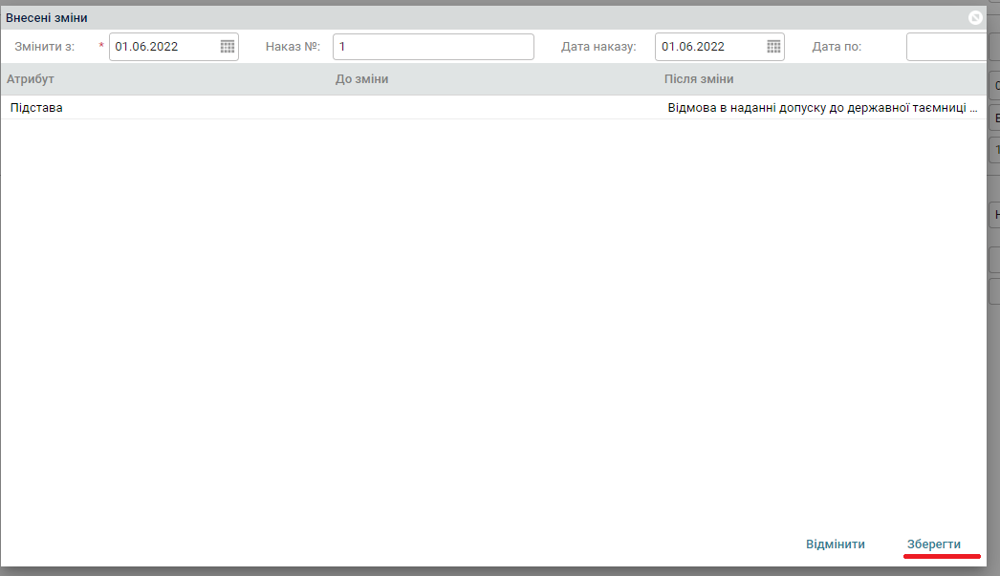 Внесені зміни
Змінити з: * 01.06.2022 Наказ №: 1 Дата наказу: 01.06.2022 Дата по:
Атрибут До зміни Після зміни
Підстава Відмова в наданні допуску до державної таємниці ...
Відмінити Зберегти